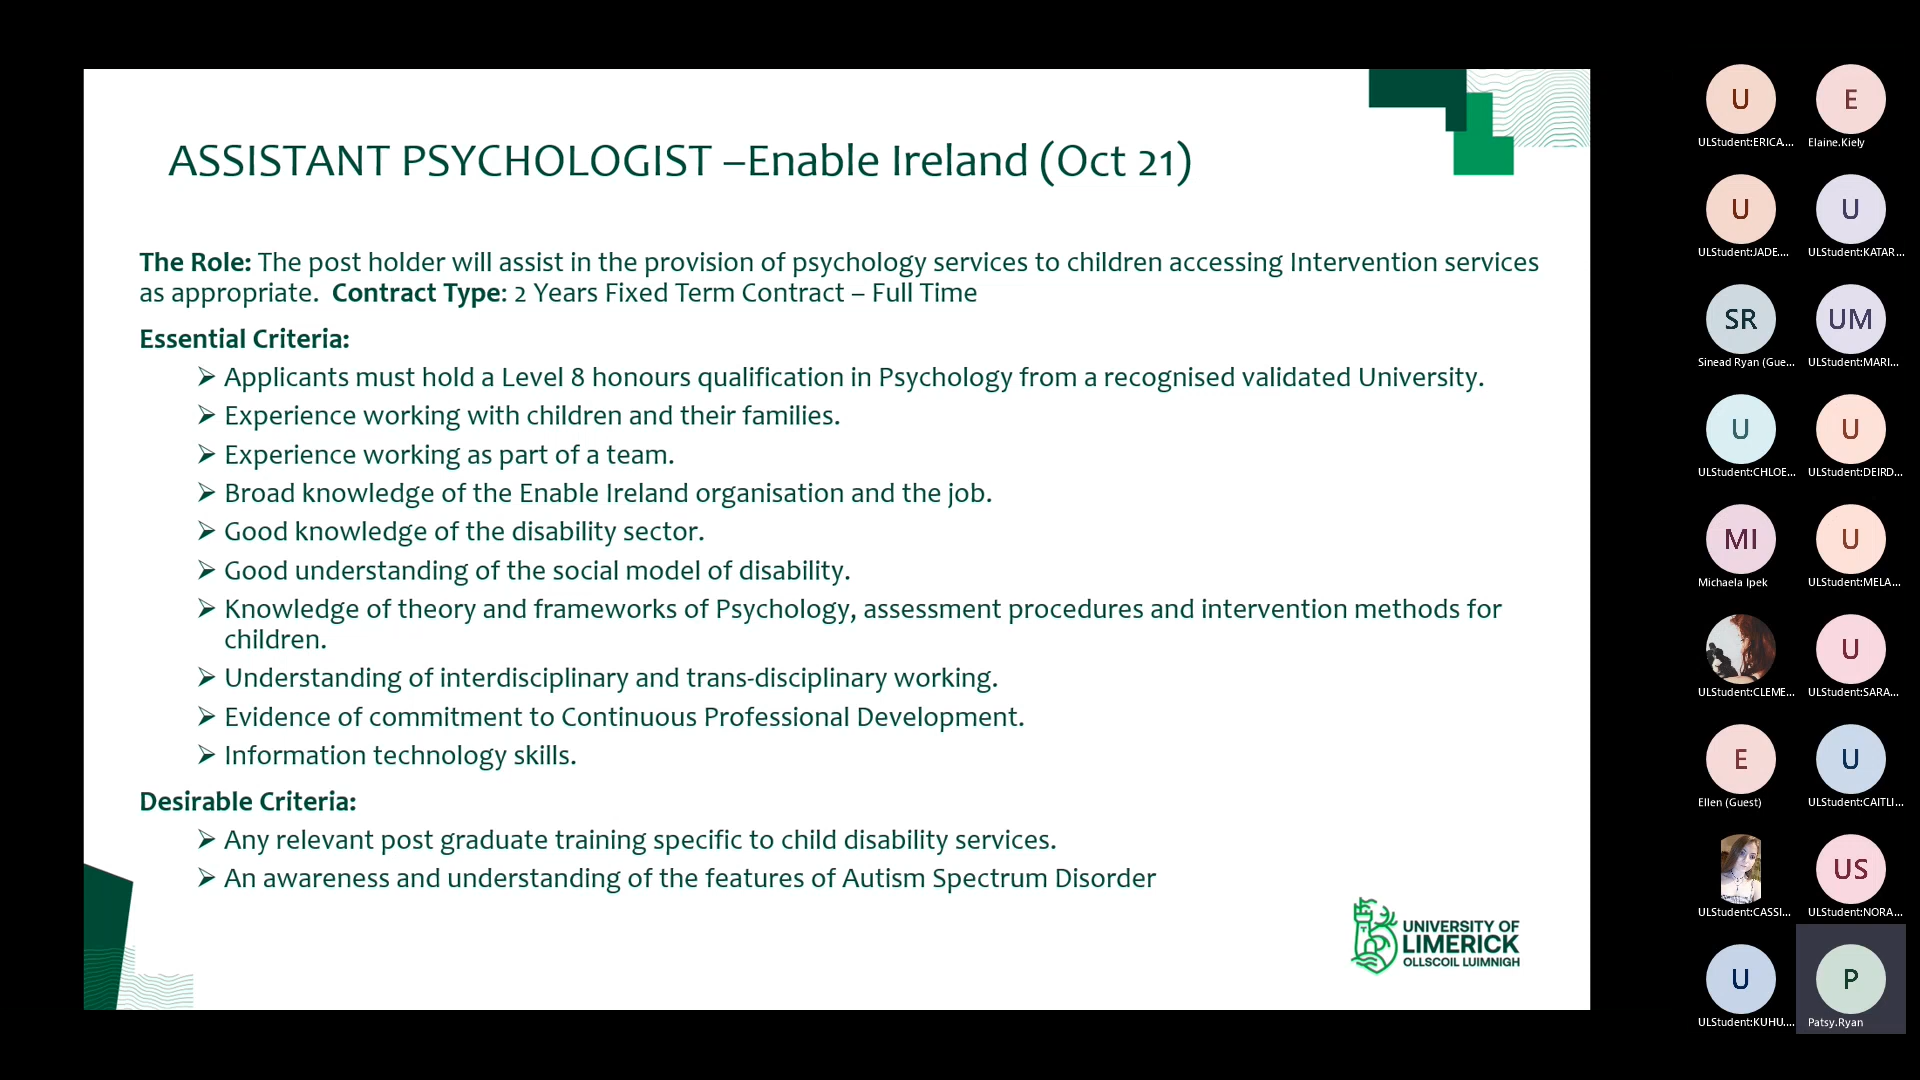 ASSISTANT PSYCHOLOGIST –Enable Ireland (Oct 21)
The Role: The post holder will assist in the provision of psychology services to children accessing Intervention services
as appropriate.  Contract Type: 2 Years Fixed Term Contract – Full Time
Essential Criteria:
➢ Applicants must hold a Level 8 honours qualification in Psychology from a recognised validated University.
➢ Experience working with children and their families.
➢ Experience working as part of a team.
➢ Broad knowledge of the Enable Ireland organisation and the job.
➢ Good knowledge of the disability sector.
➢ Good understanding of the social model of disability.
➢ Knowledge of theory and frameworks of Psychology, assessment procedures and intervention methods for
children.
➢ Understanding of interdisciplinary and trans-disciplinary working.
➢ Evidence of commitment to Continuous Professional Development.
➢ Information technology skills.
Desirable Criteria:
➢ Any relevant post graduate training specific to child disability services.
➢ An awareness and understanding of the features of Autism Spectrum Disorder
UNIVERSITY OF
LIMERICK
OLLSCOIL LUIMNIGH
U
ULStudent:ERICA....
E
Elaine.Kiely
U
ULStudent:JADE....
U
ULStudent:KATAR...
SR
Sinead Ryan (Gue...
UM
ULStudent:MARI...
U
ULStudent:CHLOE...
U
ULStudent:DEIRD...
MI
Michaela Ipek
U
ULStudent:MELA...
ULStudent:CLEME...
U
ULStudent:SARA...
E
Ellen (Guest)
U
ULStudent:CAITLI...
ULStudent:CASSI...
US
ULStudent:NORA...
U
ULStudent:KUHU....
P
Patsy.Ryan